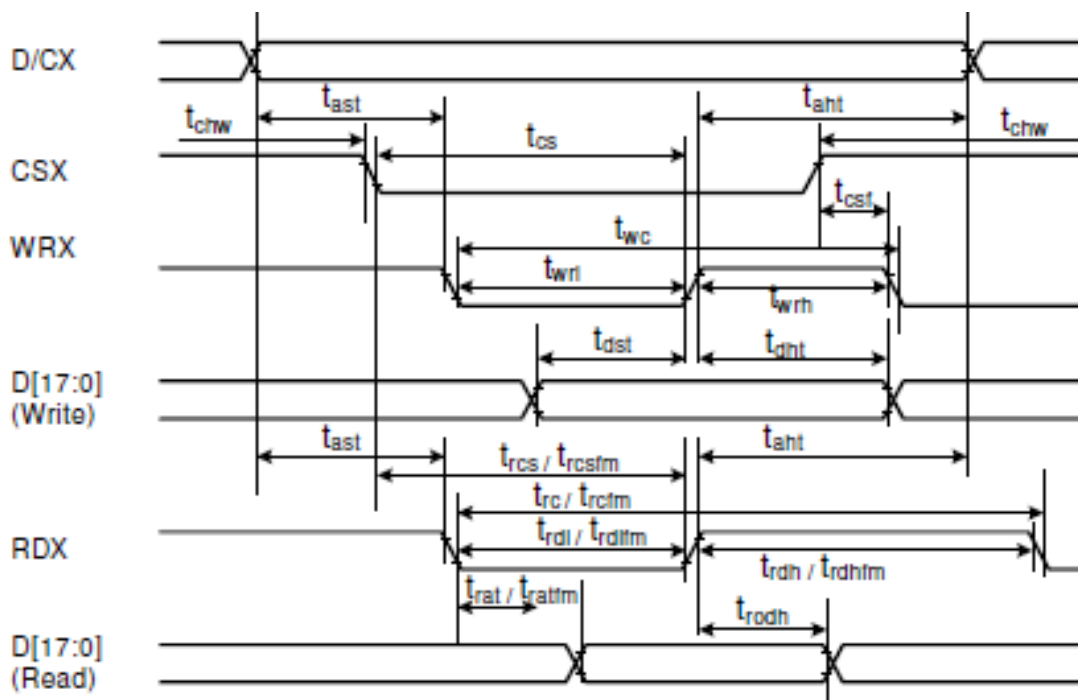 D/CX
tast
taht
tchw
tchw
tcs
CSX
tcsf
WRX
twc
twrl
twrh
tdst
tdht
D[17:0]
(Write)
tast
taht
trcs / trcsfm
trc / trcfm
RDX
trdl / trdlfm
trdh / trdhfm
trat / tratfm
trodh
D[17:0]
(Read)